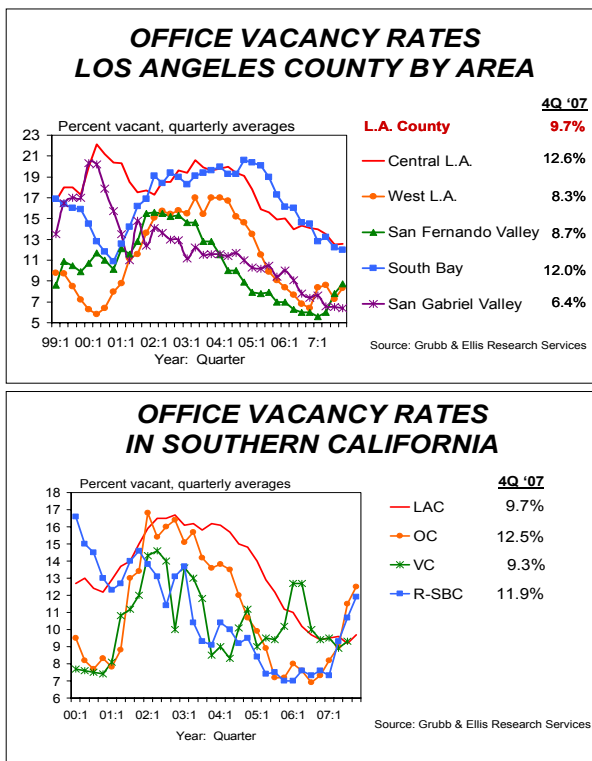 OFFICE VACANCY RATES
LOS ANGELES COUNTY BY AREA
4Q ‘07
Percent vacant, quarterly averages
L.A. County 9.7%
Central L.A. 12.6%
West L.A. 8.3%
San Fernando Valley 8.7%
South Bay 12.0%
San Gabriel Valley 6.4%
23
21
19
17
15
13
11
9
7
5
99:1 00:1 01:1 02:1 03:1 04:1 05:1 06:1 7:1
Year: Quarter
Source: Grubb & Ellis Research Services
OFFICE VACANCY RATES
IN SOUTHERN CALIFORNIA
Percent vacant, quarterly averages
4Q ‘07
LAC 9.7%
OC 12.5%
VC 9.3%
R-SBC 11.9%
18
17
16
15
14
13
12
11
10
9
8
7
6
00:1 01:1 02:1 03:1 04:1 05:1 06:1 07:1
Year: Quarter
Source: Grubb & Ellis Research Services